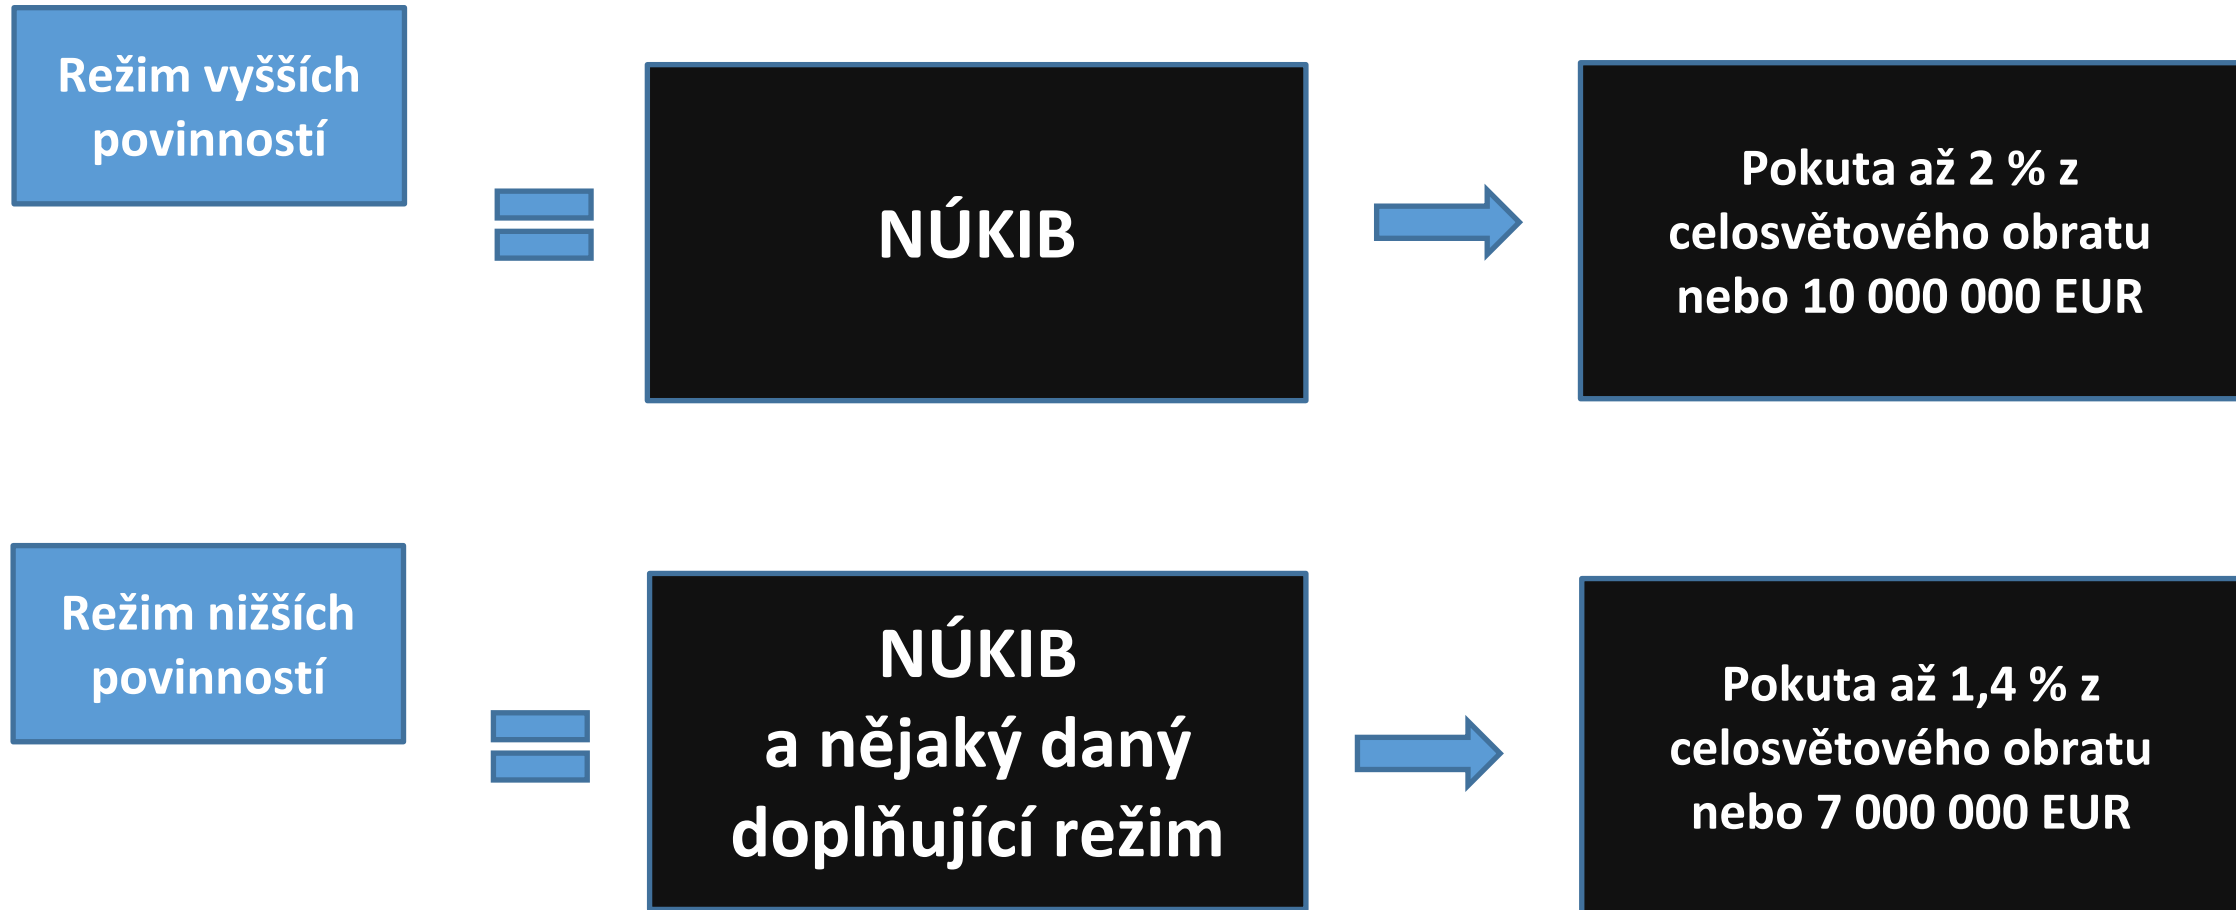 Režim vyšších
povinností
NÚKIB
Pokuta až 2 % z
celosvětového obratu
nebo 10 000 000 EUR
Režim nižších
povinností
NÚKIB
a nějaký daný
doplňující režim
Pokuta až 1,4 % z
celosvětového obratu
nebo 7 000 000 EUR